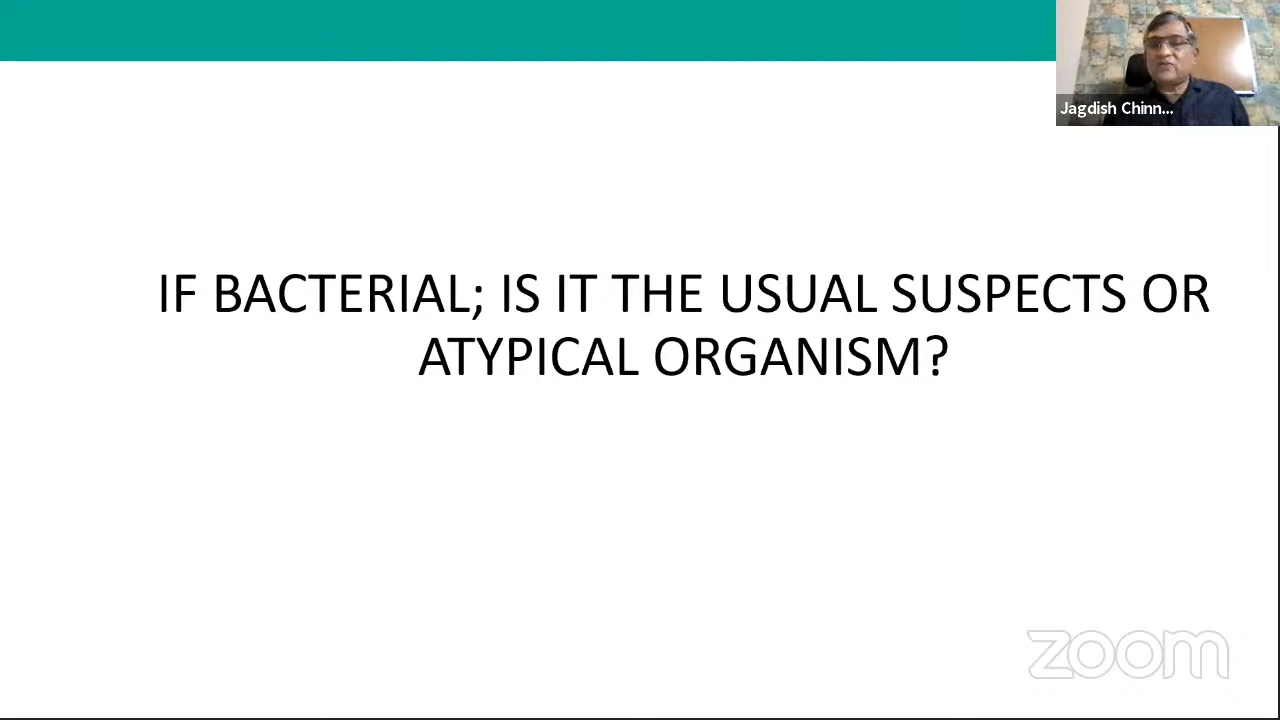 Jagdish Chinn...
IF BACTERIAL; IS IT THE USUAL SUSPECTS OR
ATYPICAL ORGANISM?
zoom